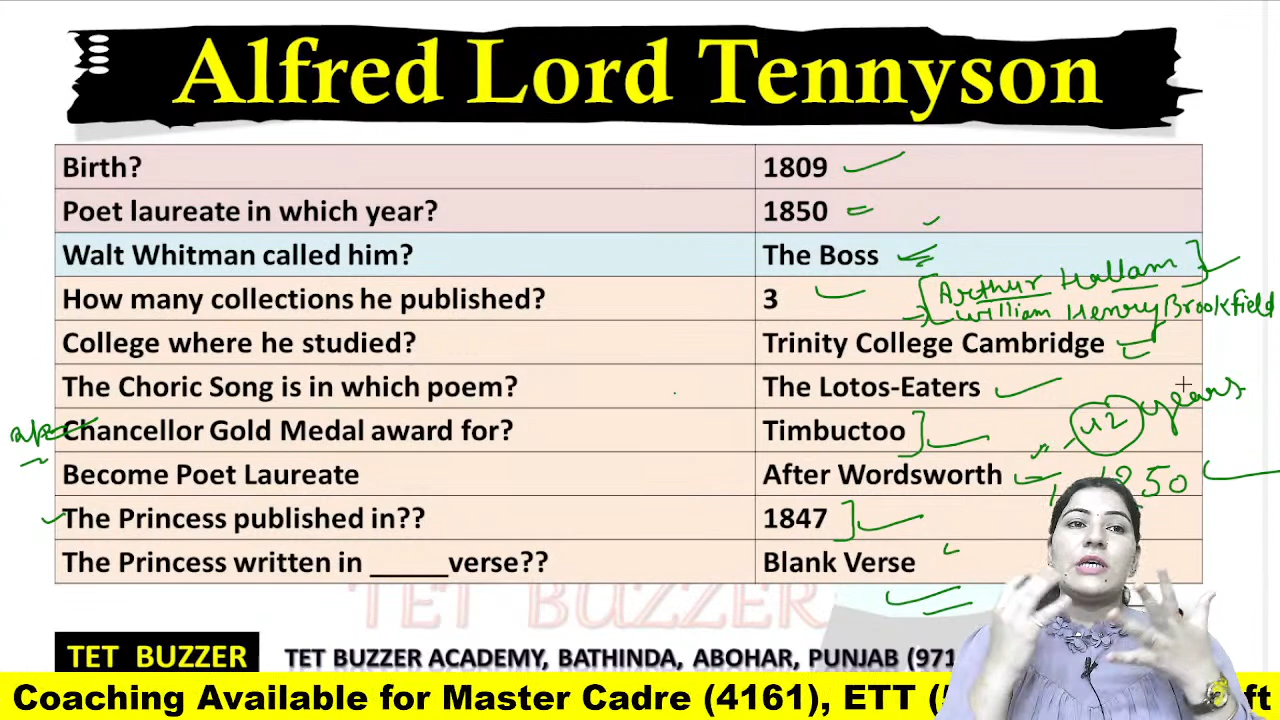 Alfred Lord Tennyson
Birth? 1809
Poet laureate in which year? 1850
Walt Whitman called him? The Boss
How many collections he published? 3
Arthur Hallam
William Henry Brookfield
College where he studied? Trinity College Cambridge
The Choric Song is in which poem? The Lotos-Eaters
42 years
Chancellor Gold Medal award for? Timbuctoo
Become Poet Laureate After Wordsworth
1850
The Princess published in?? 1847
The Princess written in _____verse?? Blank Verse
TET BUZZER
TET BUZZER TET BUZZER ACADEMY, BATHINDA, ABOHAR, PUNJAB (971
Coaching Available for Master Cadre (4161), ETT (